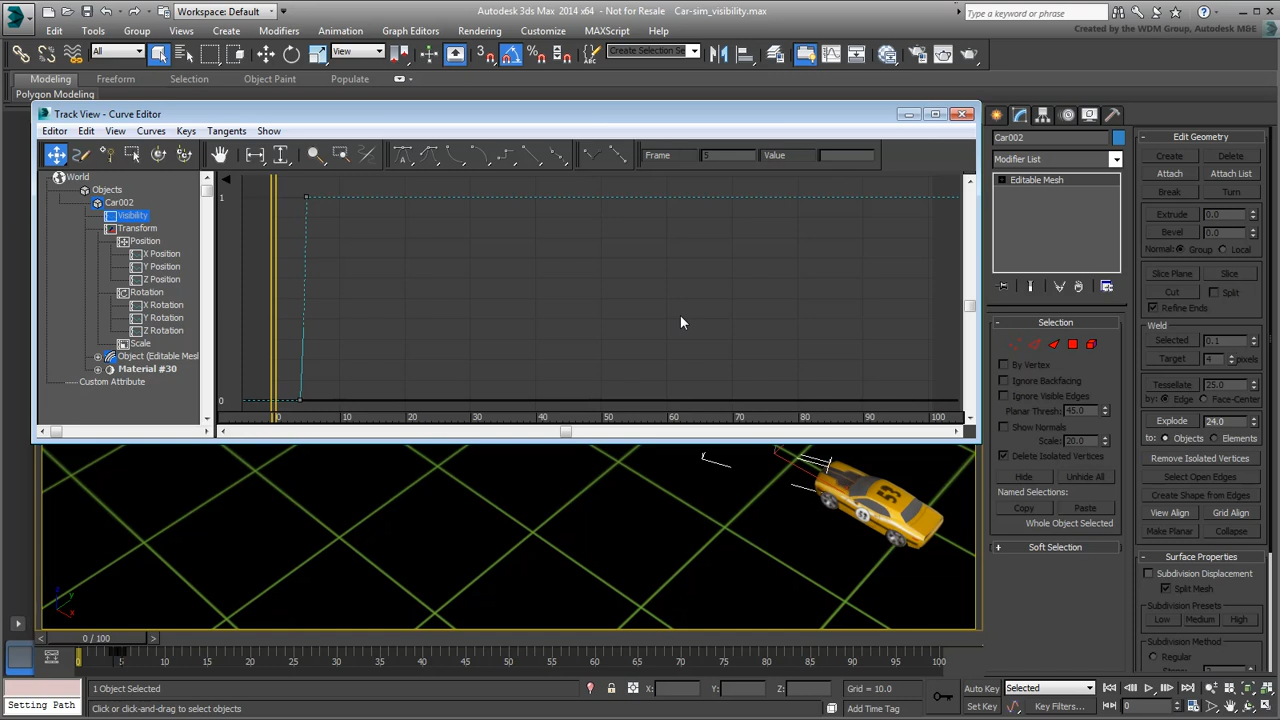 Workspace: Default
Autodesk 3ds Max 2014 x64 - Not for Resale Car-sim_visibility.max
Type a keyword or phrase
Created by the WDM Group, Autodesk M&E
Edit Tools Group Views Create Modifiers Animation Graph Editors Rendering Customize MAXScript Help
All
View
Create Selection Se
Modeling Freeform Selection Object Paint Populate
Polygon Modeling
Track View - Curve Editor
Editor Edit View Curves Keys Tangents Show
Frame 5 Value
World
Objects
Car002
Visibility
Transform
Position
X Position
Y Position
Z Position
Rotation
X Rotation
Y Rotation
Z Rotation
Scale
Object (Editable Mesh
Material #30
Custom Attribute
1
0
0 10 20 30 40 50 60 70 80 90 100
53
Car002
Modifier List
Editable Mesh
Selection
By Vertex
Ignore Backfacing
Ignore Visible Edges
Planar Thresh: 45.0
Show Normals
Scale: 20.0
Delete Isolated Vertices
Hide Unhide All
Named Selections:
Copy Paste
Whole Object Selected
Soft Selection
Edit Geometry
Create Delete
Attach Attach List
Break Turn
Extrude 0.0
Bevel 0.0
Normal: Group Local
Slice Plane Slice
Cut Split
Refine Ends
Weld
Selected 0.1
Target 4 pixels
Tessellate 25.0
by: Edge Face-Center
Explode 24.0
to: Objects Elements
Remove Isolated Vertices
Select Open Edges
Create Shape from Edges
View Align Grid Align
Make Planar Collapse
Surface Properties
Subdivision Displacement
Split Mesh
Subdivision Presets
Low Medium High
Subdivision Method
Regular
z y x
0 / 100
0 5 10 15 20 25 30 35 40 45 50 55 60 65 70 75 80 85 90 95 100
1 Object Selected
X: Y: Z: Grid = 10.0
Auto Key Selected
Setting Path
Click or click-and-drag to select objects
Add Time Tag
Set Key Key Filters... 0